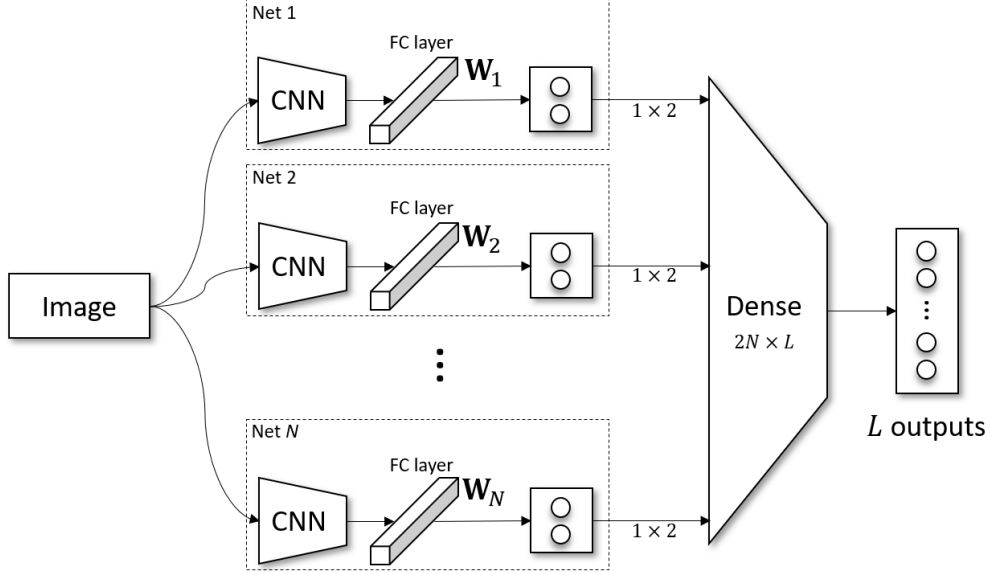 Net 1
FC layer
CNN
W₁
1 × 2
Net 2
FC layer
CNN
W₂
1 × 2
Image
Dense
2N × L
⋮
⋮
L outputs
Net N
FC layer
CNN
W_N
1 × 2